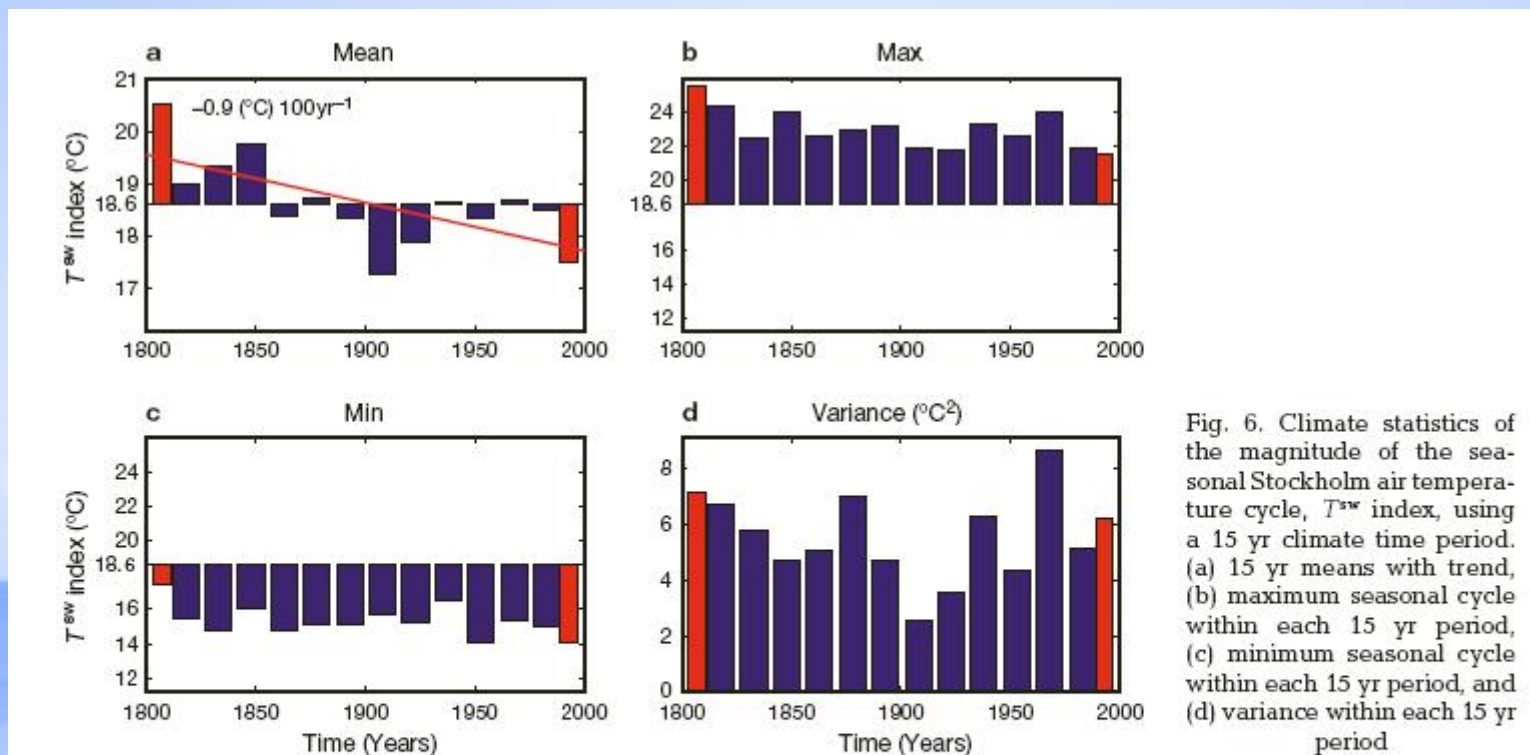 a Mean
21
20
19
18.6
18
17
–0.9 (°C) 100yr⁻¹
Tˢʷ index (°C)
1800 1850 1900 1950 2000
b Max
24
22
20
18.6
16
14
12
1800 1850 1900 1950 2000
c Min
24
22
20
18.6
16
14
12
Tˢʷ index (°C)
1800 1850 1900 1950 2000
Time (Years)
d Variance (°C²)
8
6
4
2
0
1800 1850 1900 1950 2000
Time (Years)
Fig. 6. Climate statistics of
the magnitude of the sea-
sonal Stockholm air tempera-
ture cycle, Tˢʷ index, using
a 15 yr climate time period.
(a) 15 yr means with trend,
(b) maximum seasonal cycle
within each 15 yr period,
(c) minimum seasonal cycle
within each 15 yr period, and
(d) variance within each 15 yr
period